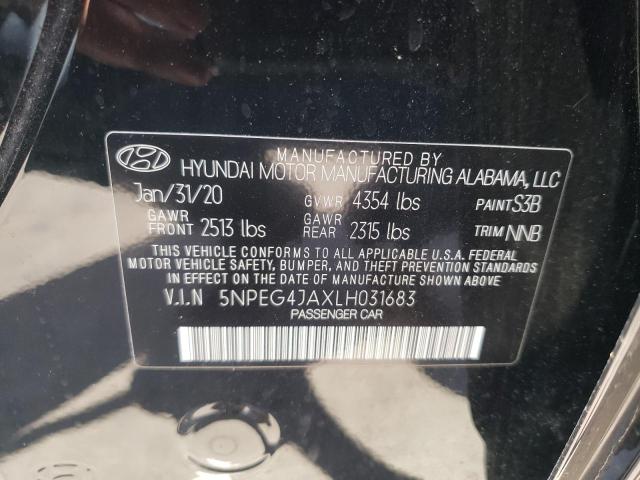 MANUFACTURED BY
HYUNDAI MOTOR MANUFACTURING ALABAMA, LLC
Jan/31/20 GVWR 4354 lbs PAINT S3B
GAWR FRONT 2513 lbs GAWR REAR 2315 lbs TRIM NNB
THIS VEHICLE CONFORMS TO ALL APPLICABLE U.S.A. FEDERAL
MOTOR VEHICLE SAFETY, BUMPER, AND THEFT PREVENTION STANDARDS
IN EFFECT ON THE DATE OF MANUFACTURE SHOWN ABOVE.
V.I.N 5NPEG4JAXLH031683
PASSENGER CAR